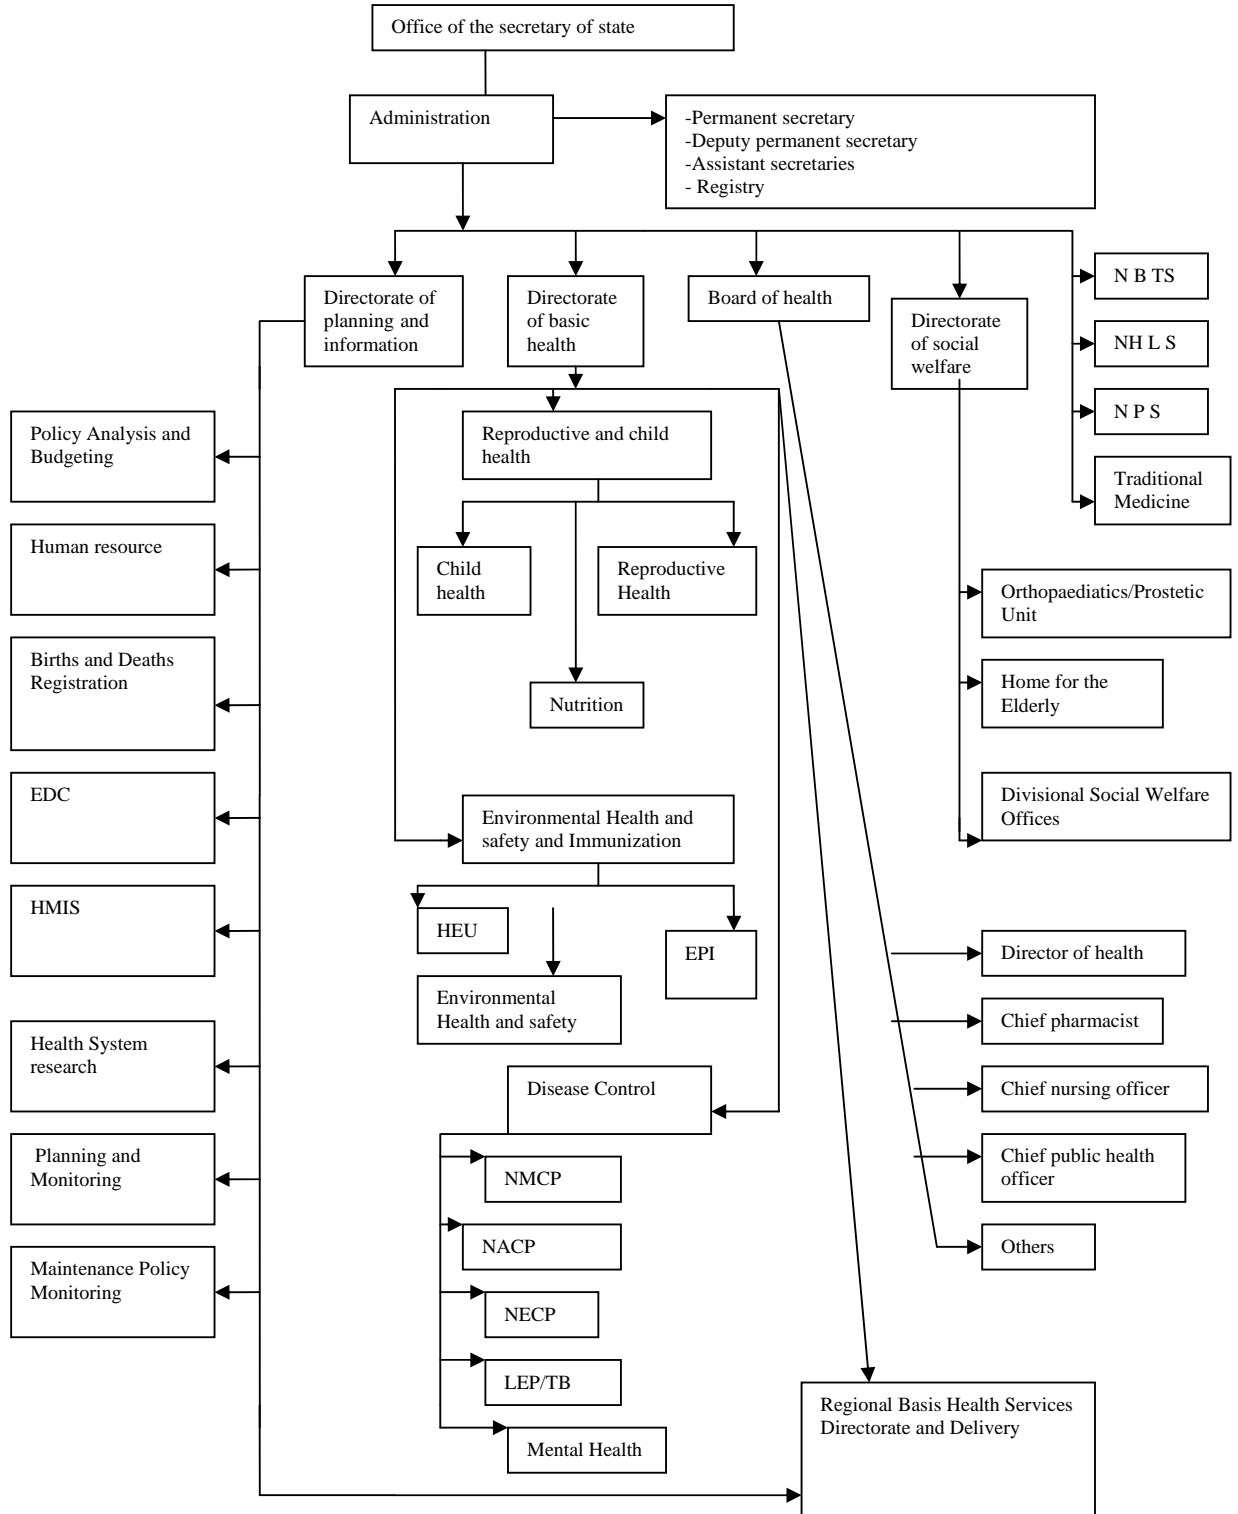 Office of the secretary of state
Administration
-Permanent secretary
-Deputy permanent secretary
-Assistant secretaries
- Registry
Directorate of
planning and
information
Directorate
of basic
health
Board of health
Directorate
of social
welfare
N B TS
NH L S
N P S
Traditional
Medicine
Policy Analysis and
Budgeting
Human resource
Births and Deaths
Registration
EDC
HMIS
Health System
research
Planning and
Monitoring
Maintenance Policy
Monitoring
Reproductive and child
health
Child
health
Reproductive
Health
Nutrition
Environmental Health and
safety and Immunization
HEU
EPI
Environmental
Health and safety
Disease Control
NMCP
NACP
NECP
LEP/TB
Mental Health
Orthopaediatics/Prostetic
Unit
Home for the
Elderly
Divisional Social Welfare
Offices
Director of health
Chief pharmacist
Chief nursing officer
Chief public health
officer
Others
Regional Basis Health Services
Directorate and Delivery